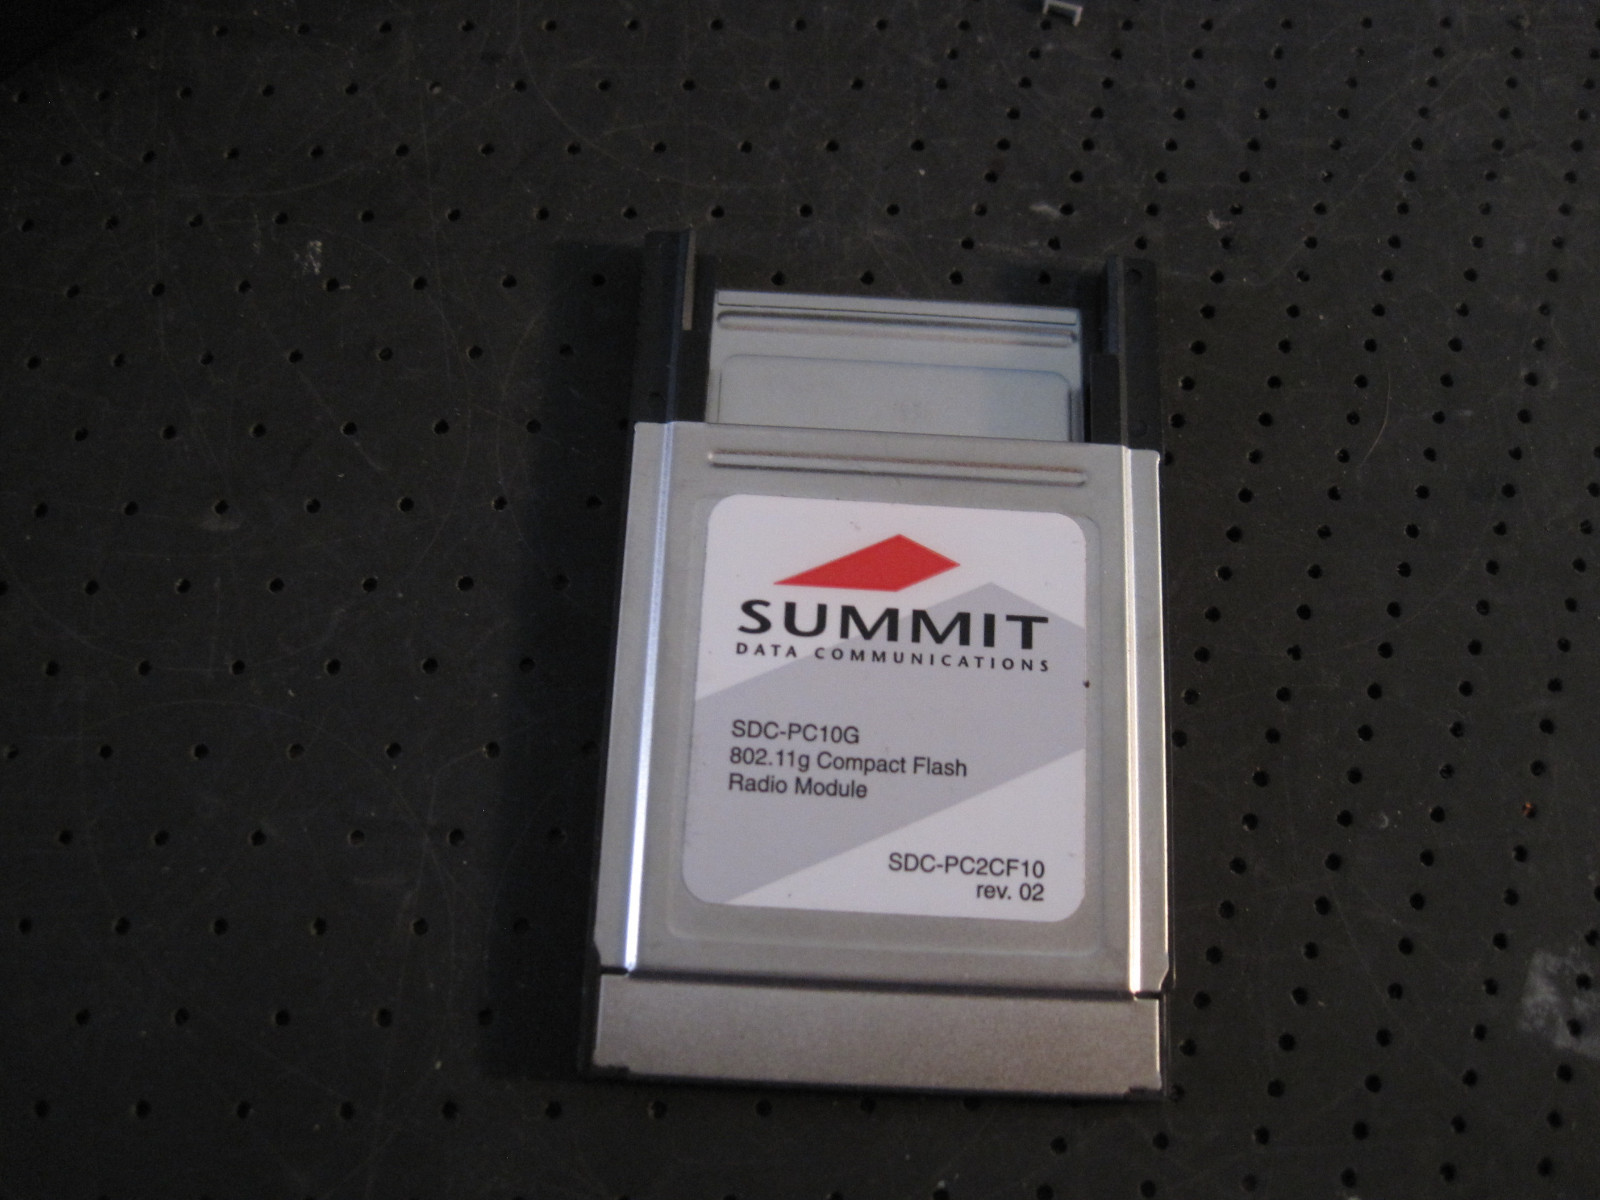 SUMMIT
DATA COMMUNICATIONS
SDC-PC10G
802.11g Compact Flash
Radio Module
SDC-PC2CF10
rev. 02